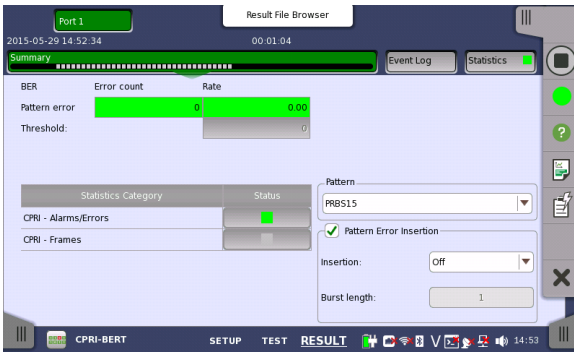 Port 1
Result File Browser
2015-05-29 14:52:34 00:01:04
Summary
Event Log
Statistics
BER Error count Rate
Pattern error 0 0.00
Threshold: 0
Statistics Category Status
CPRI - Alarms/Errors
CPRI - Frames
Pattern
PRBS15
Pattern Error Insertion
Insertion: Off
Burst length: 1
?
CPRI-BERT SETUP TEST RESULT 14:53